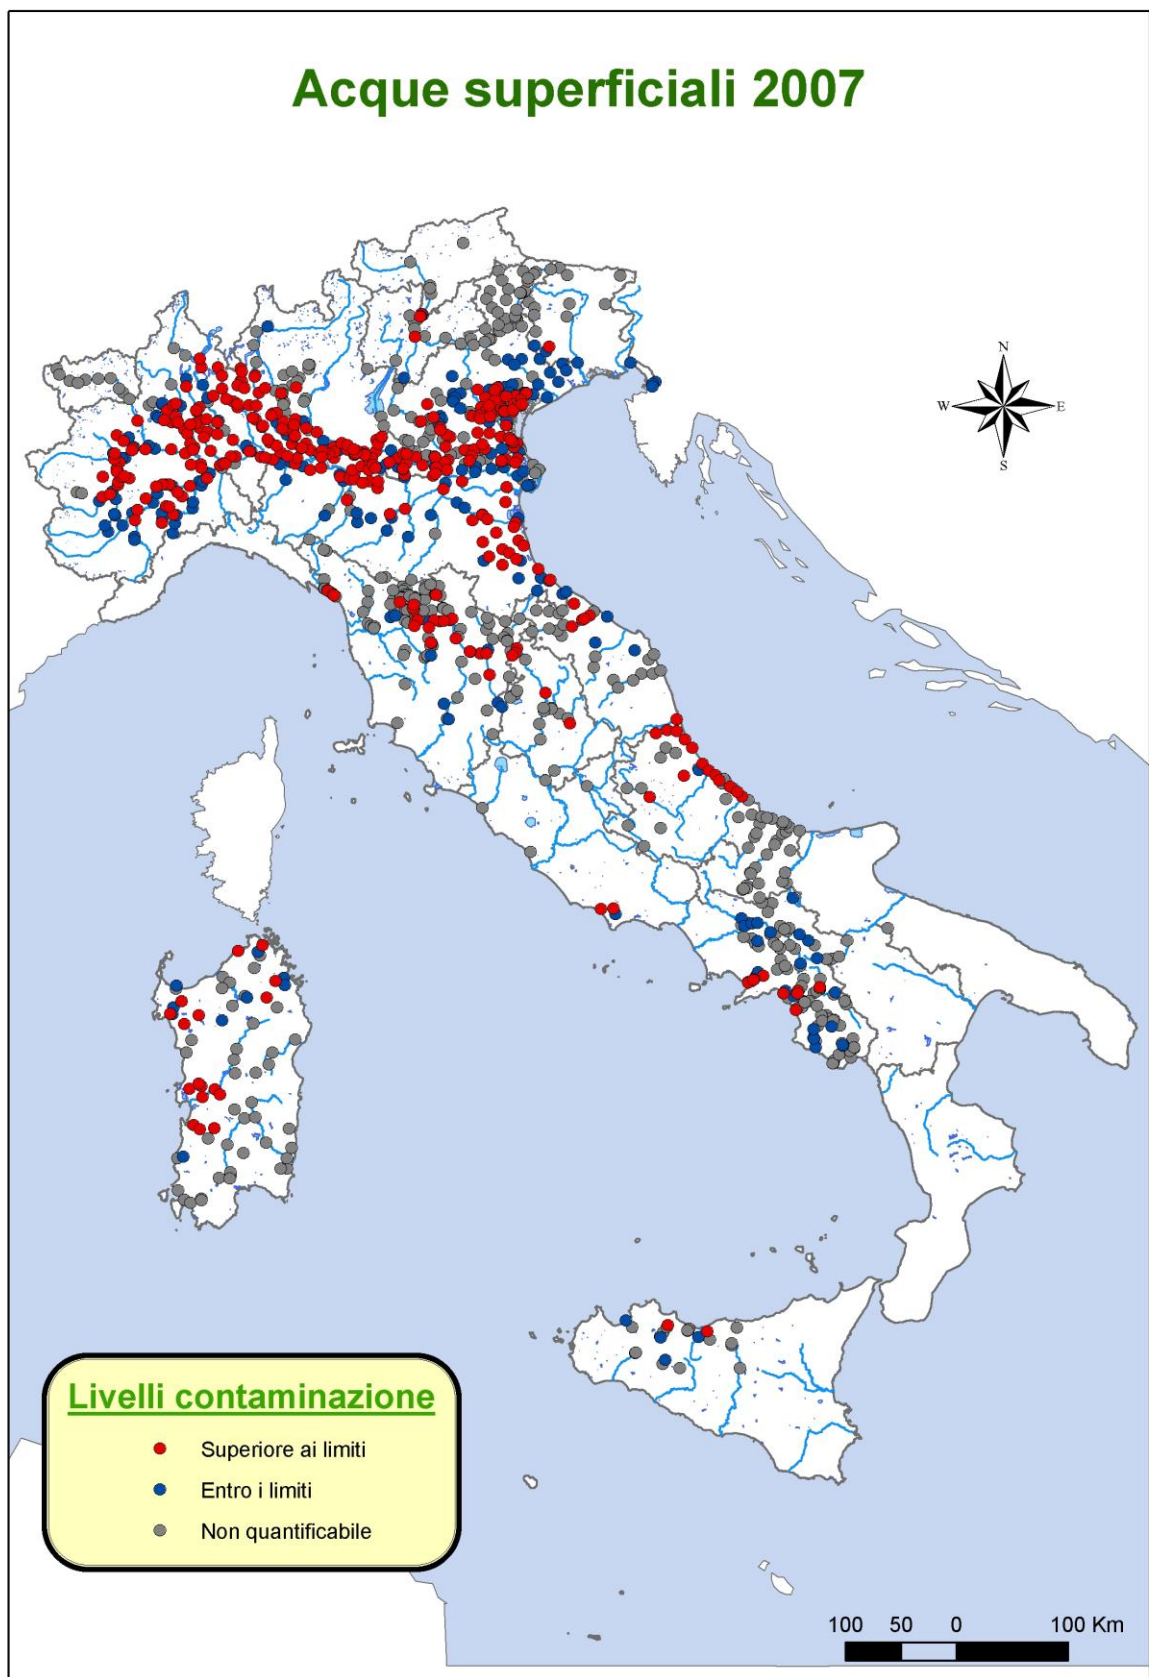 Acque superficiali 2007
N
W E
S
Livelli contaminazione
Superiore ai limiti
Entro i limiti
Non quantificabile
100 50 0 100 Km